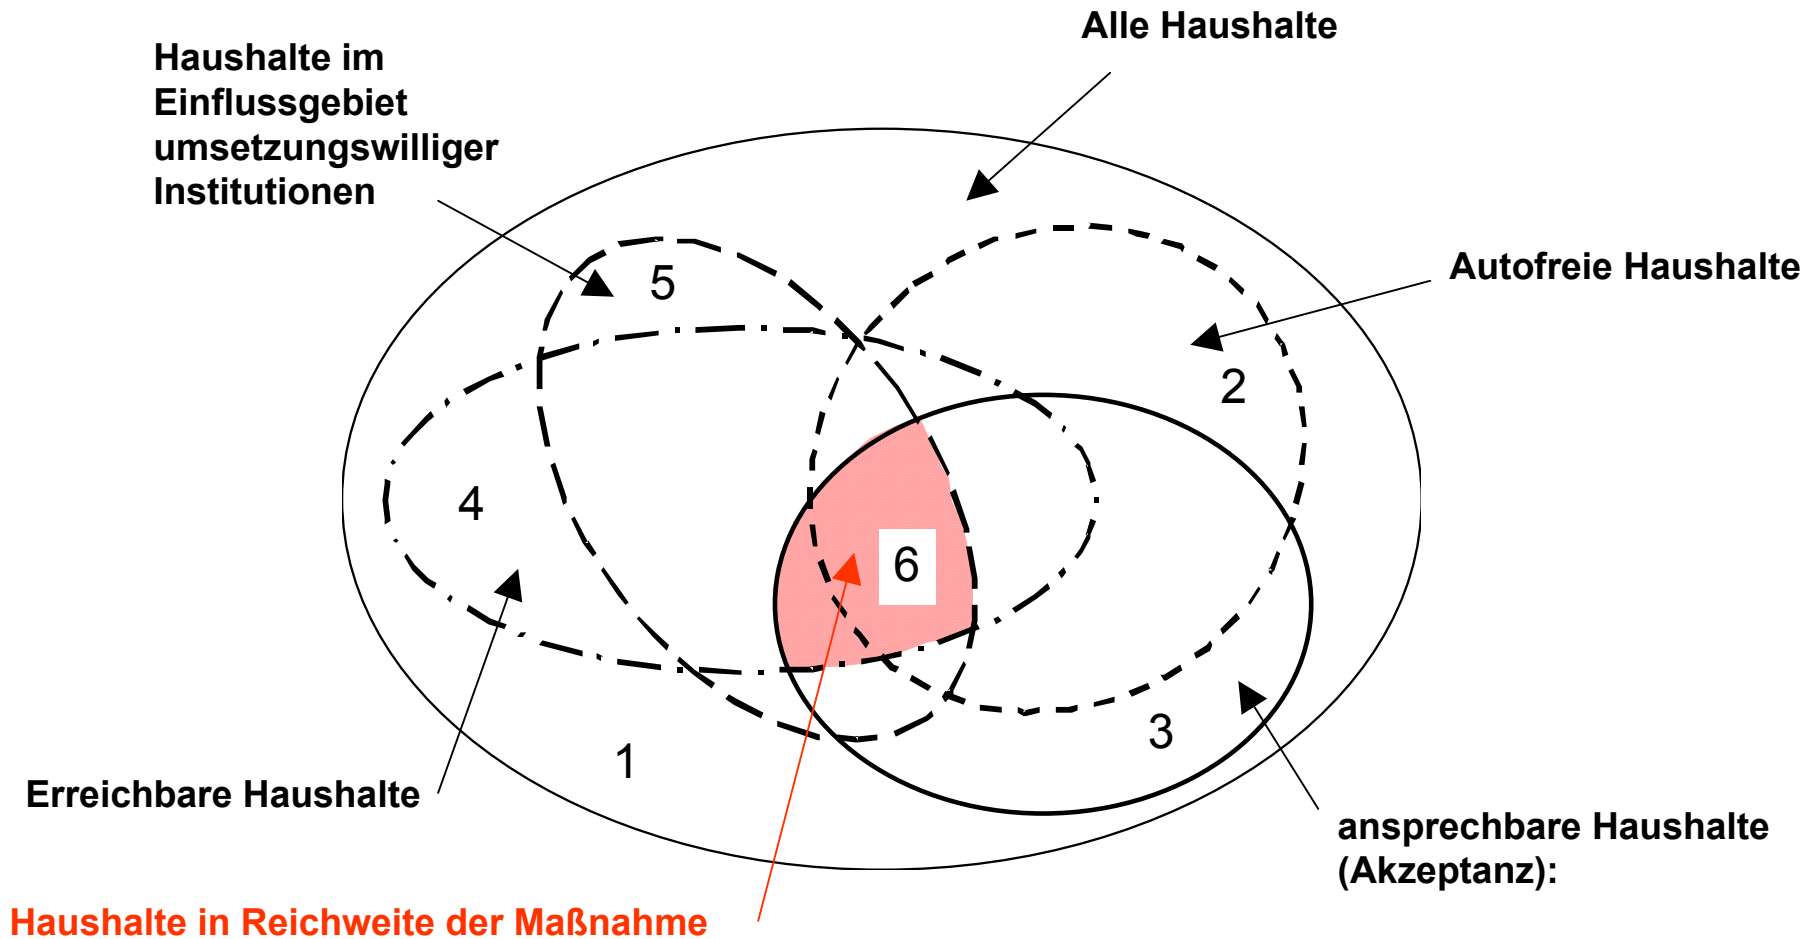 Alle Haushalte
Haushalte im
Einflussgebiet
umsetzungswilliger
Institutionen
Autofreie Haushalte
5
2
4
6
3
1
Erreichbare Haushalte
ansprechbare Haushalte
(Akzeptanz):
Haushalte in Reichweite der Maßnahme